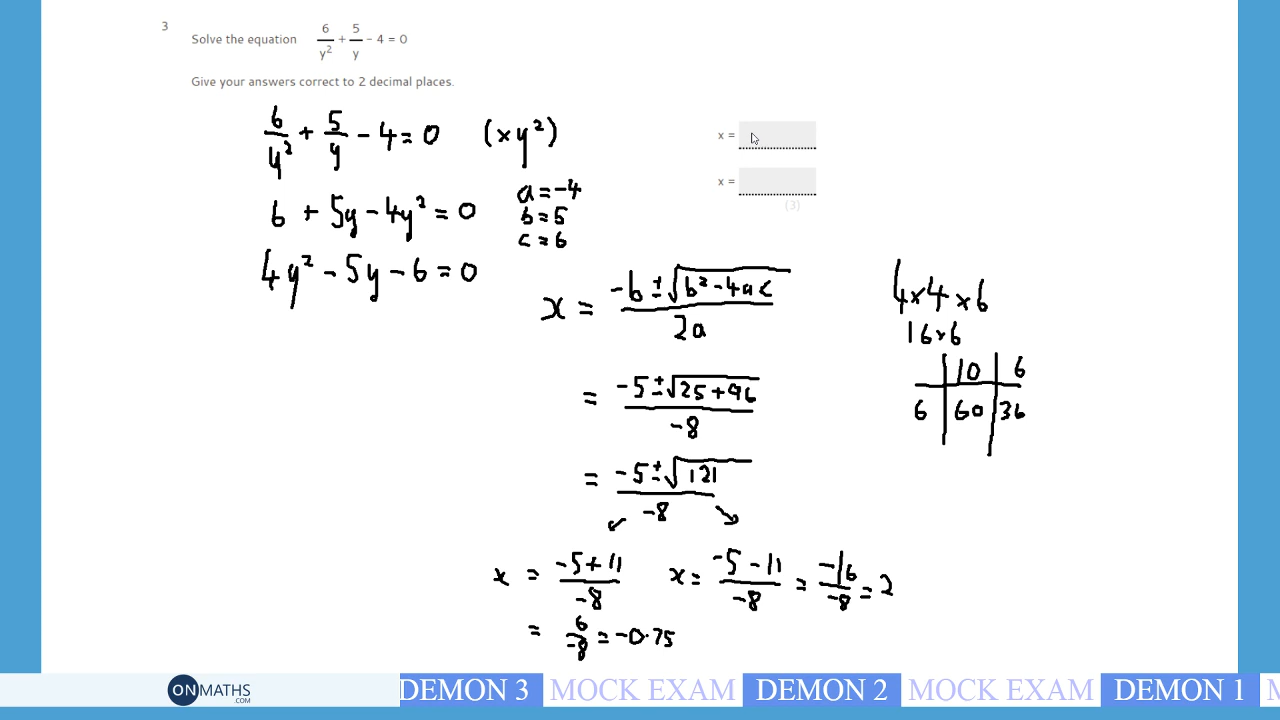 3
Solve the equation 6/y² + 5/y - 4 = 0
Give your answers correct to 2 decimal places.
6/y² + 5/y - 4 = 0 (×y²)
6 + 5y - 4y² = 0
4y² - 5y - 6 = 0
a = -4
b = 5
c = 6
x =
x =
(3)
x = (-b ± √(b² - 4ac))/2a
= (-5 ± √(25 + 96))/-8
= (-5 ± √121)/-8
x = (-5 + 11)/-8
= 6/-8 = -0.75
x = (-5 - 11)/-8 = -16/-8 = 2
4 × 4 × 6
16 × 6
10 6
6 60 36
ONMATHS
.COM
DEMON 3 MOCK EXAM DEMON 2 MOCK EXAM DEMON 1 M